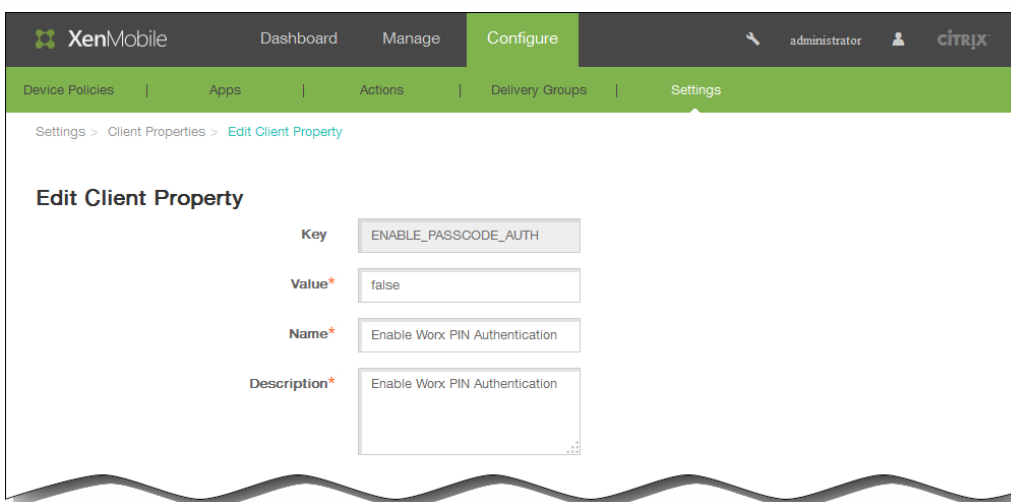 XenMobile Dashboard Manage Configure administrator CITRIX
Device Policies | Apps | Actions | Delivery Groups | Settings
Settings > Client Properties > Edit Client Property
Edit Client Property
Key ENABLE_PASSCODE_AUTH
Value* false
Name* Enable Worx PIN Authentication
Description* Enable Worx PIN Authentication